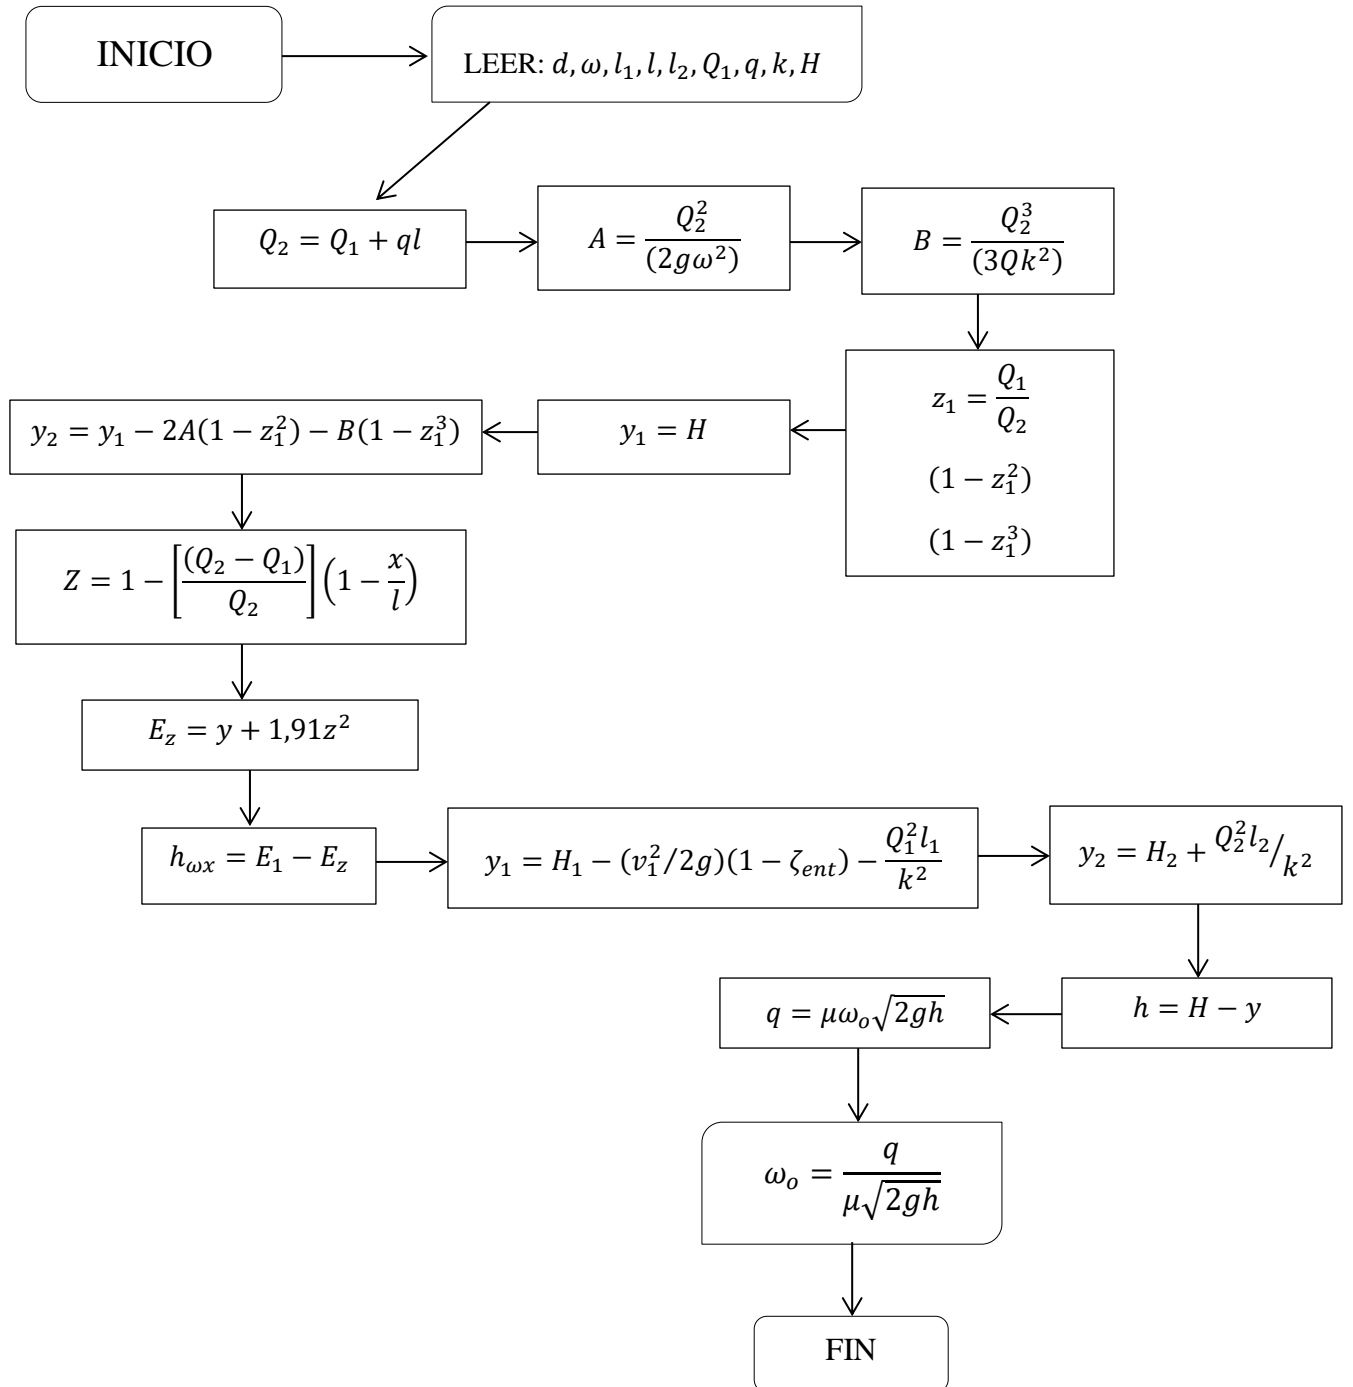 INICIO
LEER: d, ω, l₁, l, l₂, Q₁, q, k, H
Q₂ = Q₁ + ql
A = Q₂²/(2gω²)
B = Q₂³/(3Qk²)
z₁ = Q₁/Q₂
(1 − z₁²)
(1 − z₁³)
y₁ = H
y₂ = y₁ − 2A(1 − z₁²) − B(1 − z₁³)
Z = 1 − [(Q₂ − Q₁)/Q₂](1 − x/l)
E_z = y + 1,91z²
h_ωx = E₁ − E_z
y₁ = H₁ − (v₁²/2g)(1 − ζ_ent) − Q₁²l₁/k²
y₂ = H₂ + Q₂²l₂/k²
h = H − y
q = μω_o√(2gh)
ω_o = q/(μ√(2gh))
FIN